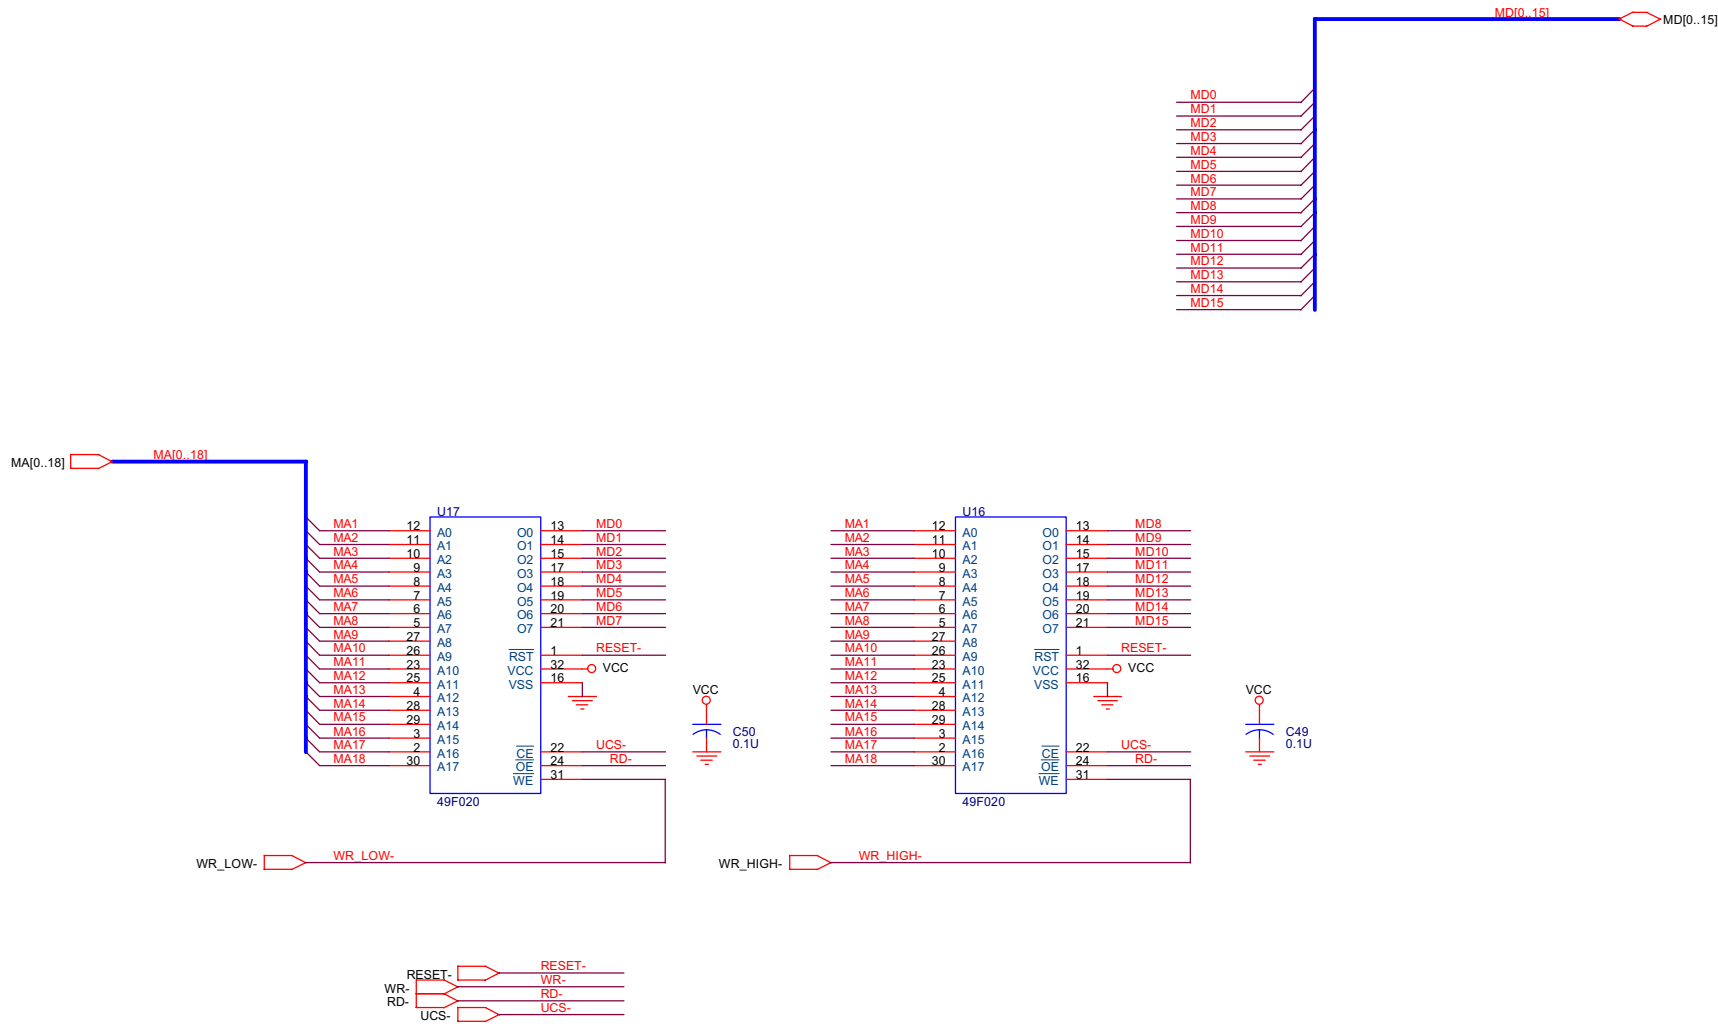 MD[0..15] MD[0..15]
MD0
MD1
MD2
MD3
MD4
MD5
MD6
MD7
MD8
MD9
MD10
MD11
MD12
MD13
MD14
MD15
MA[0..18] MA[0..18]
U17
MA1 12 A0 O0 13 MD0
MA2 11 A1 O1 14 MD1
MA3 10 A2 O2 15 MD2
MA4 9 A3 O3 17 MD3
MA5 8 A4 O4 18 MD4
MA6 7 A5 O5 19 MD5
MA7 6 A6 O6 20 MD6
MA8 5 A7 O7 21 MD7
MA9 27 A8
MA10 26 A9 RST 1 RESET-
MA11 23 A10 VCC 32 VCC
MA12 25 A11 VSS 16
MA13 4 A12
MA14 28 A13
MA15 29 A14
MA16 3 A15
MA17 2 A16 CE 22 UCS-
MA18 30 A17 OE 24 RD-
WE 31
49F020
VCC
C50
0.1U
WR_LOW- WR_LOW-
U16
MA1 12 A0 O0 13 MD8
MA2 11 A1 O1 14 MD9
MA3 10 A2 O2 15 MD10
MA4 9 A3 O3 17 MD11
MA5 8 A4 O4 18 MD12
MA6 7 A5 O5 19 MD13
MA7 6 A6 O6 20 MD14
MA8 5 A7 O7 21 MD15
MA9 27 A8
MA10 26 A9 RST 1 RESET-
MA11 23 A10 VCC 32 VCC
MA12 25 A11 VSS 16
MA13 4 A12
MA14 28 A13
MA15 29 A14
MA16 3 A15
MA17 2 A16 CE 22 UCS-
MA18 30 A17 OE 24 RD-
WE 31
49F020
VCC
C49
0.1U
WR_HIGH- WR_HIGH-
RESET- RESET-
WR- WR-
RD- RD-
UCS- UCS-